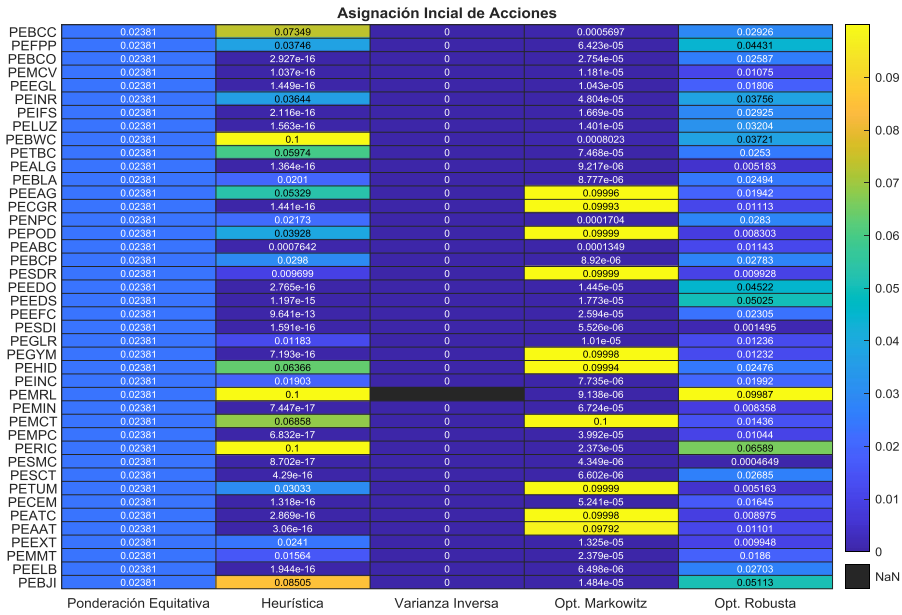 Asignación Incial de Acciones
PEBCC 0.02381 0.07349 0 0.0005697 0.02926
PEFPP 0.02381 0.03746 0 6.423e-05 0.04431
PEBCO 0.02381 2.927e-16 0 2.754e-05 0.02587
PEMCV 0.02381 1.037e-16 0 1.181e-05 0.01075
PEEGL 0.02381 1.449e-16 0 1.043e-05 0.01806
PEINR 0.02381 0.03644 0 4.804e-05 0.03756
PEIFS 0.02381 2.116e-16 0 1.669e-05 0.02925
PELUZ 0.02381 1.563e-16 0 1.401e-05 0.03204
PEBWC 0.02381 0.1 0 0.0008023 0.03721
PETBC 0.02381 0.05974 0 7.468e-05 0.0253
PEALG 0.02381 1.364e-16 0 9.217e-06 0.005183
PEBLA 0.02381 0.0201 0 8.777e-06 0.02494
PEEAG 0.02381 0.05329 0 0.09996 0.01942
PECGR 0.02381 1.441e-16 0 0.09993 0.01113
PENPC 0.02381 0.02173 0 0.0001704 0.0283
PEPOD 0.02381 0.03928 0 0.09999 0.008303
PEABC 0.02381 0.0007642 0 0.0001349 0.01143
PEBCP 0.02381 0.0298 0 8.92e-06 0.02783
PESDR 0.02381 0.009699 0 0.09999 0.009928
PEEDO 0.02381 2.765e-16 0 1.445e-05 0.04522
PEEDS 0.02381 1.197e-15 0 1.773e-05 0.05025
PEEFC 0.02381 9.641e-13 0 2.594e-05 0.02305
PESDI 0.02381 1.591e-16 0 5.526e-06 0.001495
PEGLR 0.02381 0.01183 0 1.01e-05 0.01236
PEGYM 0.02381 7.193e-16 0 0.09998 0.01232
PEHID 0.02381 0.06366 0 0.09994 0.02476
PEINC 0.02381 0.01903 0 7.735e-06 0.01992
PEMRL 0.02381 0.1 9.138e-06 0.09987
PEMIN 0.02381 7.447e-17 0 6.724e-05 0.008358
PEMCT 0.02381 0.06858 0 0.1 0.01436
PEMPC 0.02381 6.832e-17 0 3.992e-05 0.01044
PERIC 0.02381 0.1 0 2.373e-05 0.06589
PESMC 0.02381 8.702e-17 0 4.349e-06 0.0004649
PESCT 0.02381 4.29e-16 0 6.602e-06 0.02685
PETUM 0.02381 0.03033 0 0.09999 0.005163
PECEM 0.02381 1.318e-16 0 5.241e-05 0.01645
PEATC 0.02381 2.869e-16 0 0.09998 0.008975
PEAAT 0.02381 3.06e-16 0 0.09792 0.01101
PEEXT 0.02381 0.0241 0 1.325e-05 0.009948
PEMMT 0.02381 0.01564 0 2.379e-05 0.0186
PEELB 0.02381 1.944e-16 0 6.498e-06 0.02703
PEBJI 0.02381 0.08505 0 1.484e-05 0.05113
Ponderación Equitativa Heurística Varianza Inversa Opt. Markowitz Opt. Robusta
0.09
0.08
0.07
0.06
0.05
0.04
0.03
0.02
0.01
0
NaN